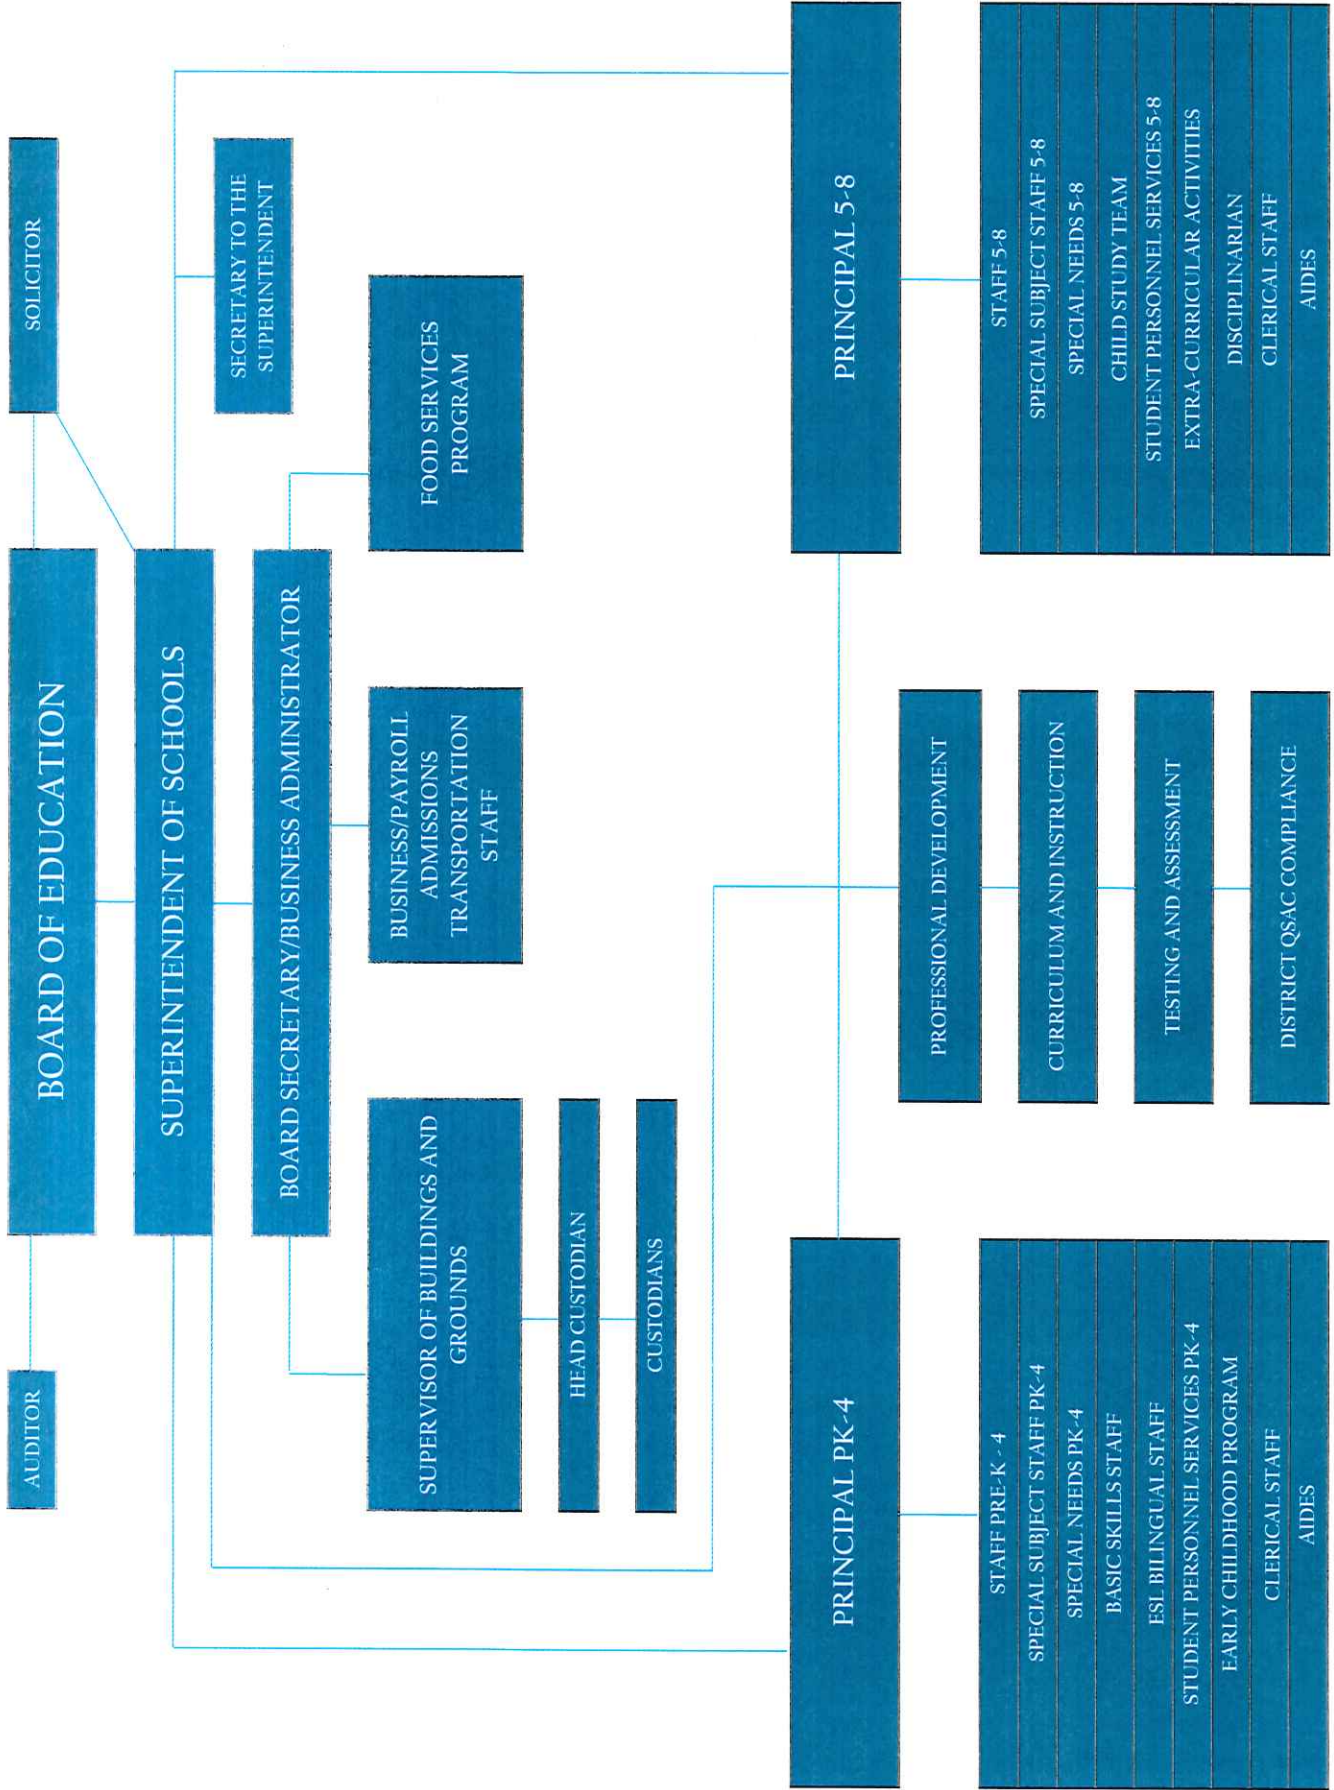 AUDITOR
BOARD OF EDUCATION
SOLICITOR
SUPERINTENDENT OF SCHOOLS
SECRETARY TO THE
SUPERINTENDENT
BOARD SECRETARY/BUSINESS ADMINISTRATOR
SUPERVISOR OF BUILDINGS AND
GROUNDS
BUSINESS/PAYROLL
ADMISSIONS
TRANSPORTATION
STAFF
FOOD SERVICES
PROGRAM
HEAD CUSTODIAN
CUSTODIANS
PRINCIPAL PK-4
PRINCIPAL 5-8
PROFESSIONAL DEVELOPMENT
CURRICULUM AND INSTRUCTION
TESTING AND ASSESSMENT
DISTRICT QSAC COMPLIANCE
STAFF PRE-K - 4
SPECIAL SUBJECT STAFF PK-4
SPECIAL NEEDS PK-4
BASIC SKILLS STAFF
ESL BILINGUAL STAFF
STUDENT PERSONNEL SERVICES PK-4
EARLY CHILDHOOD PROGRAM
CLERICAL STAFF
AIDES
STAFF 5-8
SPECIAL SUBJECT STAFF 5-8
SPECIAL NEEDS 5-8
CHILD STUDY TEAM
STUDENT PERSONNEL SERVICES 5-8
EXTRA-CURRICULAR ACTIVITIES
DISCIPLINARIAN
CLERICAL STAFF
AIDES